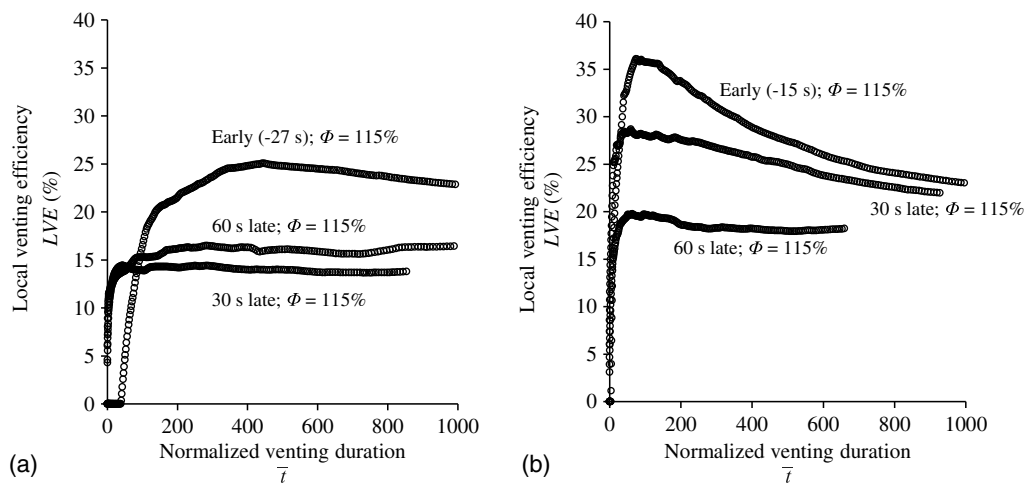 40
35
30
25
20
15
10
5
0
Local venting efficiency
LVE (%)
Early (-27 s); Φ = 115%
60 s late; Φ = 115%
30 s late; Φ = 115%
0 200 400 600 800 1000
Normalized venting duration
t̅
(a)
40
35
30
25
20
15
10
5
0
Local venting efficiency
LVE (%)
Early (-15 s); Φ = 115%
30 s late; Φ = 115%
60 s late; Φ = 115%
0 200 400 600 800 1000
Normalized venting duration
t̅
(b)